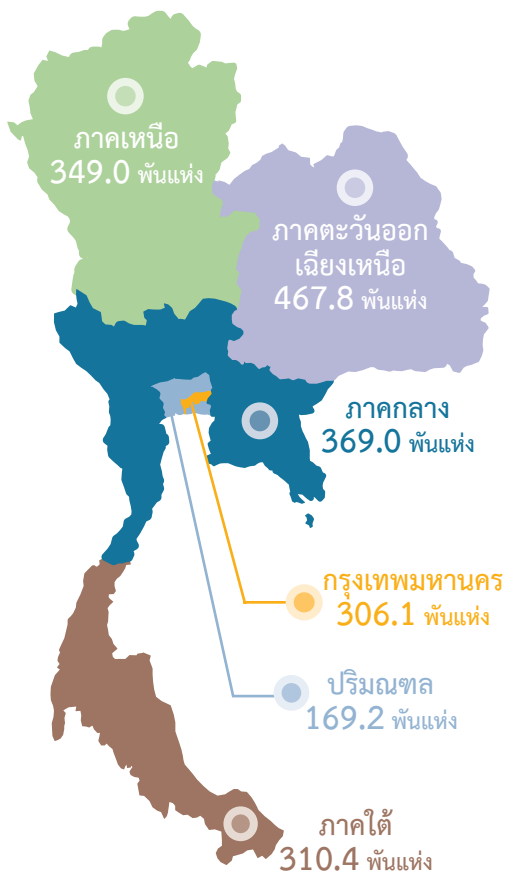 ภาคเหนือ
349.0 พันแห่ง
ภาคตะวันออก
เฉียงเหนือ
467.8 พันแห่ง
ภาคกลาง
369.0 พันแห่ง
กรุงเทพมหานคร
306.1 พันแห่ง
ปริมณฑล
169.2 พันแห่ง
ภาคใต้
310.4 พันแห่ง